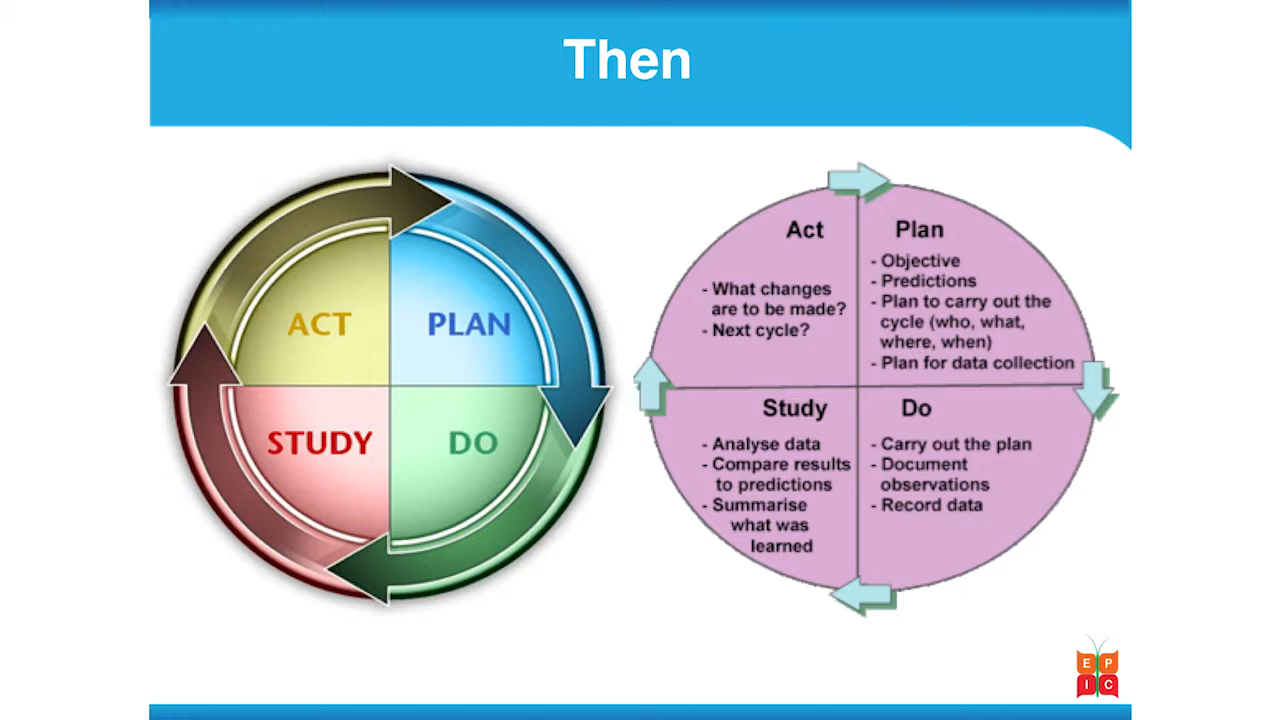 Then
ACT
PLAN
STUDY
DO
Act
- What changes
are to be made?
- Next cycle?
Plan
- Objective
- Predictions
- Plan to carry out the
cycle (who, what,
where, when)
- Plan for data collection
Study
- Analyse data
- Compare results
to predictions
- Summarise
what was
learned
Do
- Carry out the plan
- Document
observations
- Record data
E P
I C